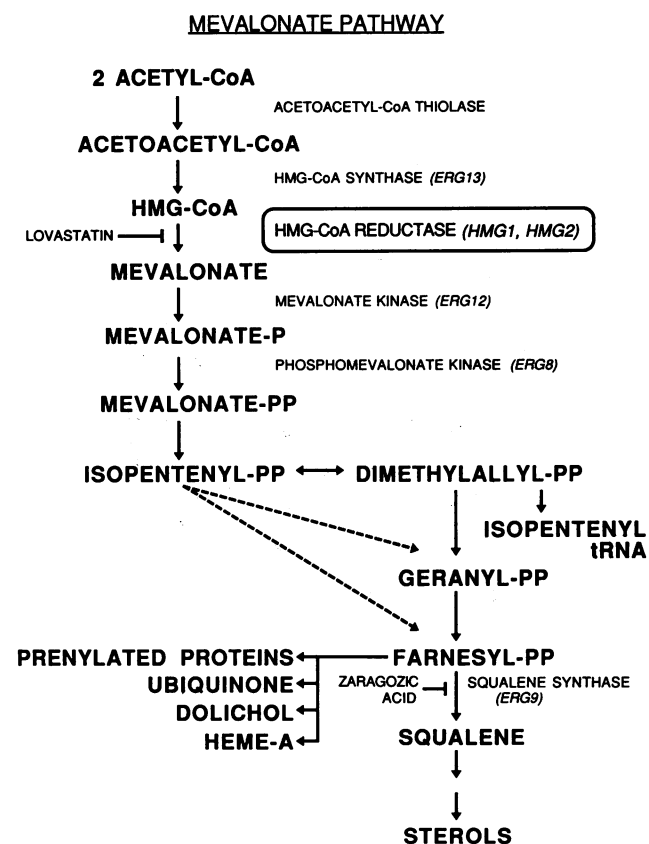 MEVALONATE PATHWAY
2 ACETYL-CoA
ACETOACETYL-CoA THIOLASE
ACETOACETYL-CoA
HMG-CoA SYNTHASE (ERG13)
HMG-CoA
LOVASTATIN
HMG-CoA REDUCTASE (HMG1, HMG2)
MEVALONATE
MEVALONATE KINASE (ERG12)
MEVALONATE-P
PHOSPHOMEVALONATE KINASE (ERG8)
MEVALONATE-PP
ISOPENTENYL-PP
DIMETHYLALLYL-PP
ISOPENTENYL
tRNA
GERANYL-PP
FARNESYL-PP
PRENYLATED PROTEINS
UBIQUINONE
DOLICHOL
HEME-A
ZARAGOZIC
ACID
SQUALENE SYNTHASE
(ERG9)
SQUALENE
STEROLS